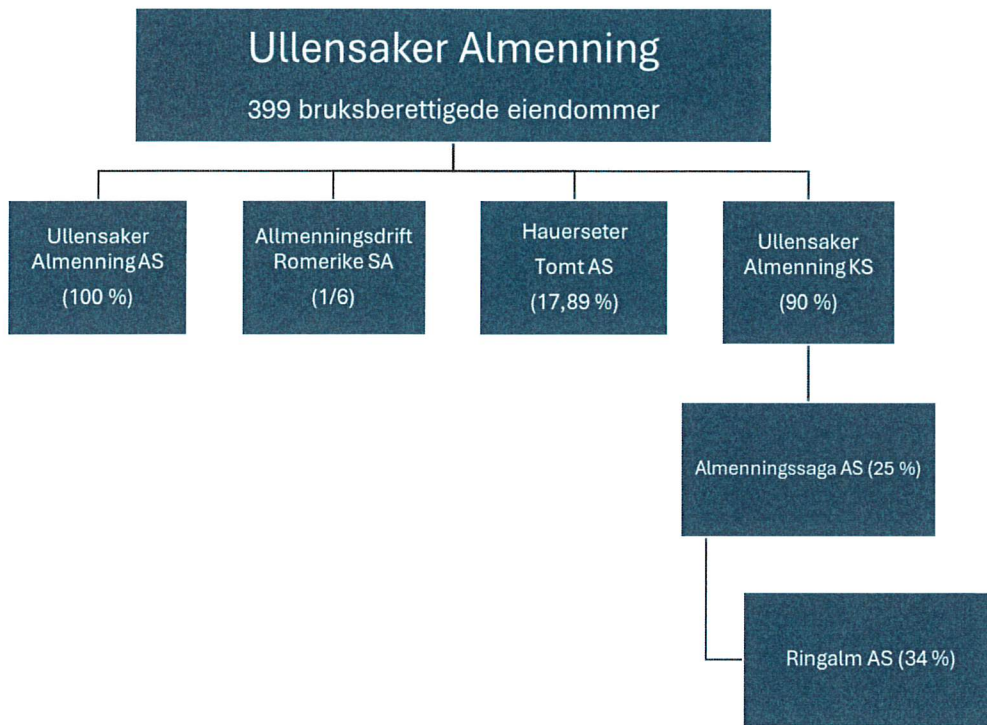 Ullensaker Almenning
399 bruksberettigede eiendommer
Ullensaker
Almenning AS
(100 %)
Allmenningsdrift
Romerike SA
(1/6)
Hauerseter
Tomt AS
(17,89 %)
Ullensaker
Almenning KS
(90 %)
Almenningssaga AS (25 %)
Ringalm AS (34 %)